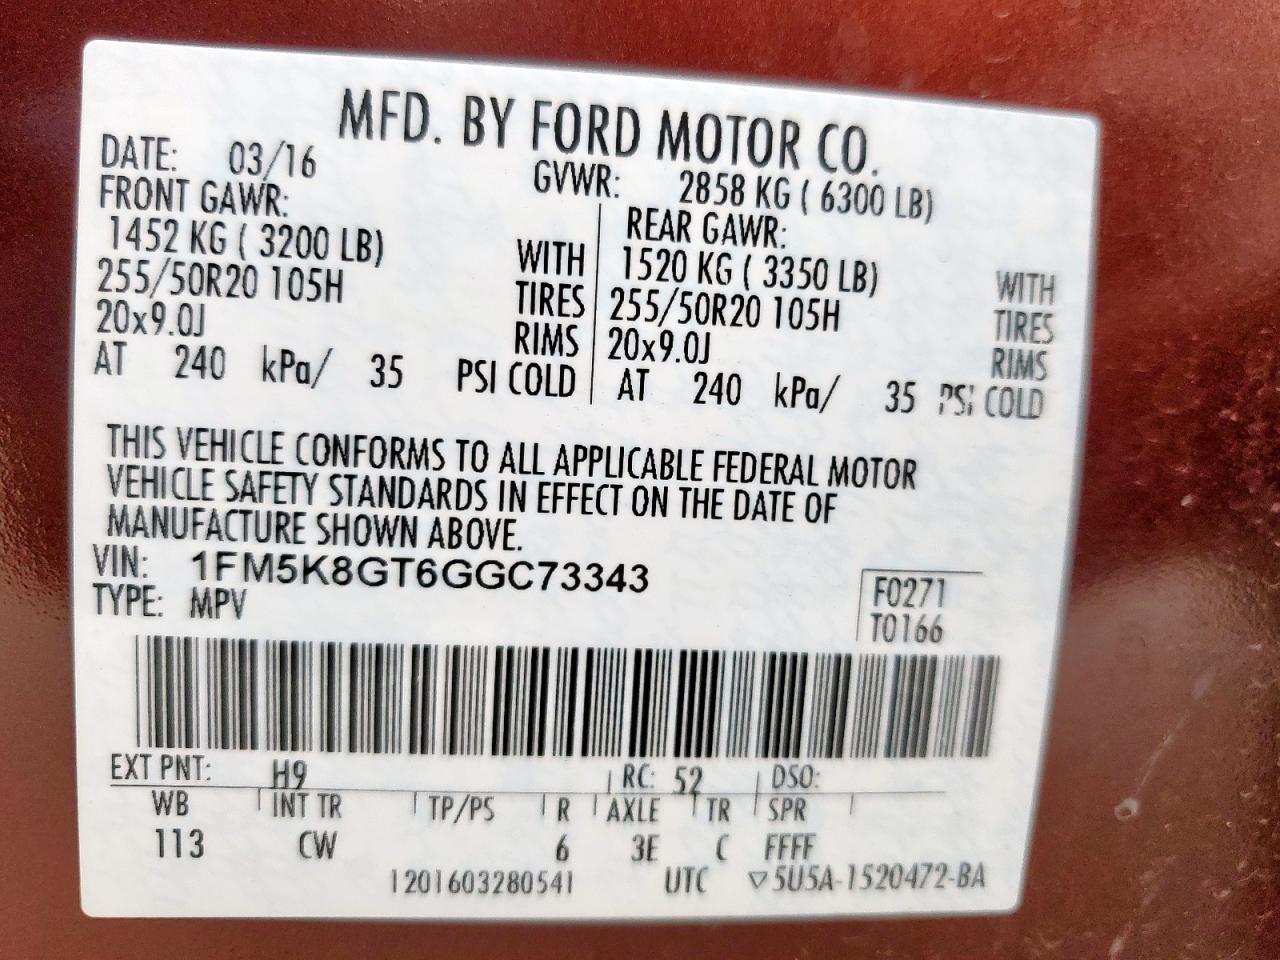 MFD. BY FORD MOTOR CO.
DATE: 03/16 GVWR: 2858 KG ( 6300 LB)
FRONT GAWR: REAR GAWR:
1452 KG ( 3200 LB) WITH 1520 KG ( 3350 LB) WITH
255/50R20 105H TIRES 255/50R20 105H TIRES
20x9.0J RIMS 20x9.0J RIMS
AT 240 kPa/ 35 PSI COLD AT 240 kPa/ 35 PSI COLD
THIS VEHICLE CONFORMS TO ALL APPLICABLE FEDERAL MOTOR
VEHICLE SAFETY STANDARDS IN EFFECT ON THE DATE OF
MANUFACTURE SHOWN ABOVE.
VIN: 1FM5K8GT6GGC73343 F0271
TYPE: MPV T0166
EXT PNT: H9 RC: 52 DSO:
WB INT TR TP/PS R AXLE TR SPR
113 CW 6 3E C FFFF
1201603280541 UTC ▽5U5A-1520472-BA